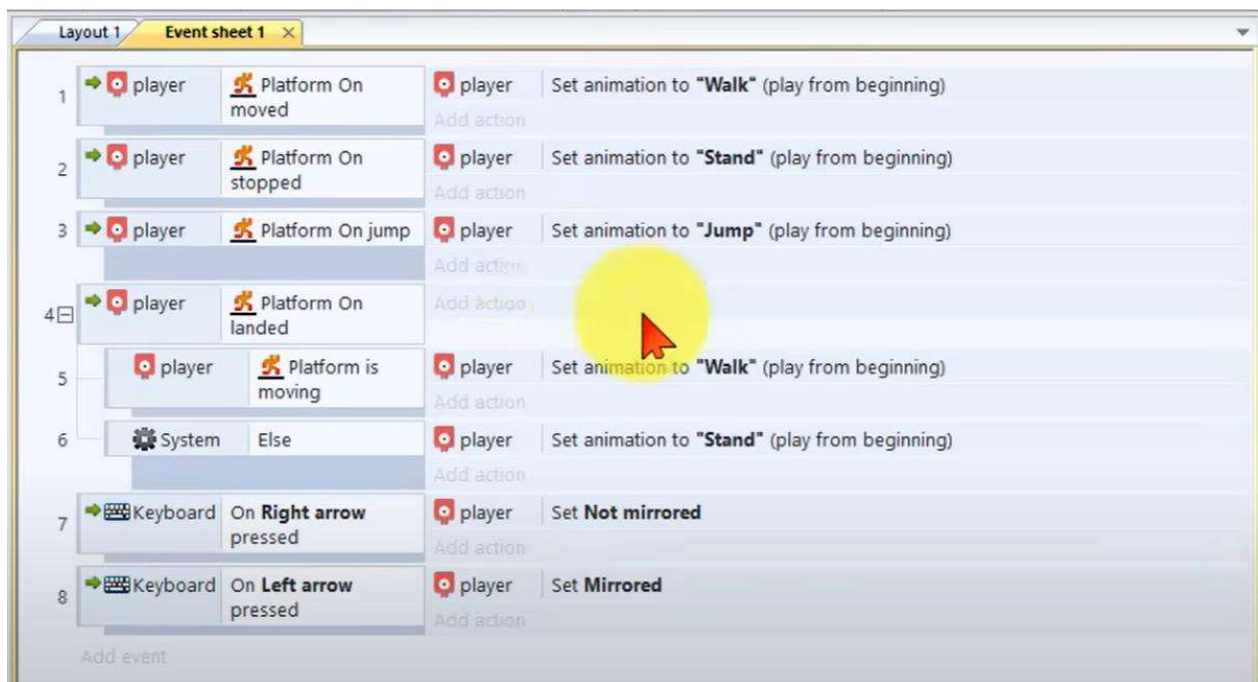 Layout 1 Event sheet 1
1 player Platform On player Set animation to "Walk" (play from beginning)
moved Add action
2 player Platform On player Set animation to "Stand" (play from beginning)
stopped Add action
3 player Platform On jump player Set animation to "Jump" (play from beginning)
Add action
4 player Platform On Add action
landed
5 player Platform is player Set animation to "Walk" (play from beginning)
moving Add action
6 System Else player Set animation to "Stand" (play from beginning)
Add action
7 Keyboard On Right arrow player Set Not mirrored
pressed Add action
8 Keyboard On Left arrow player Set Mirrored
pressed Add action
Add event